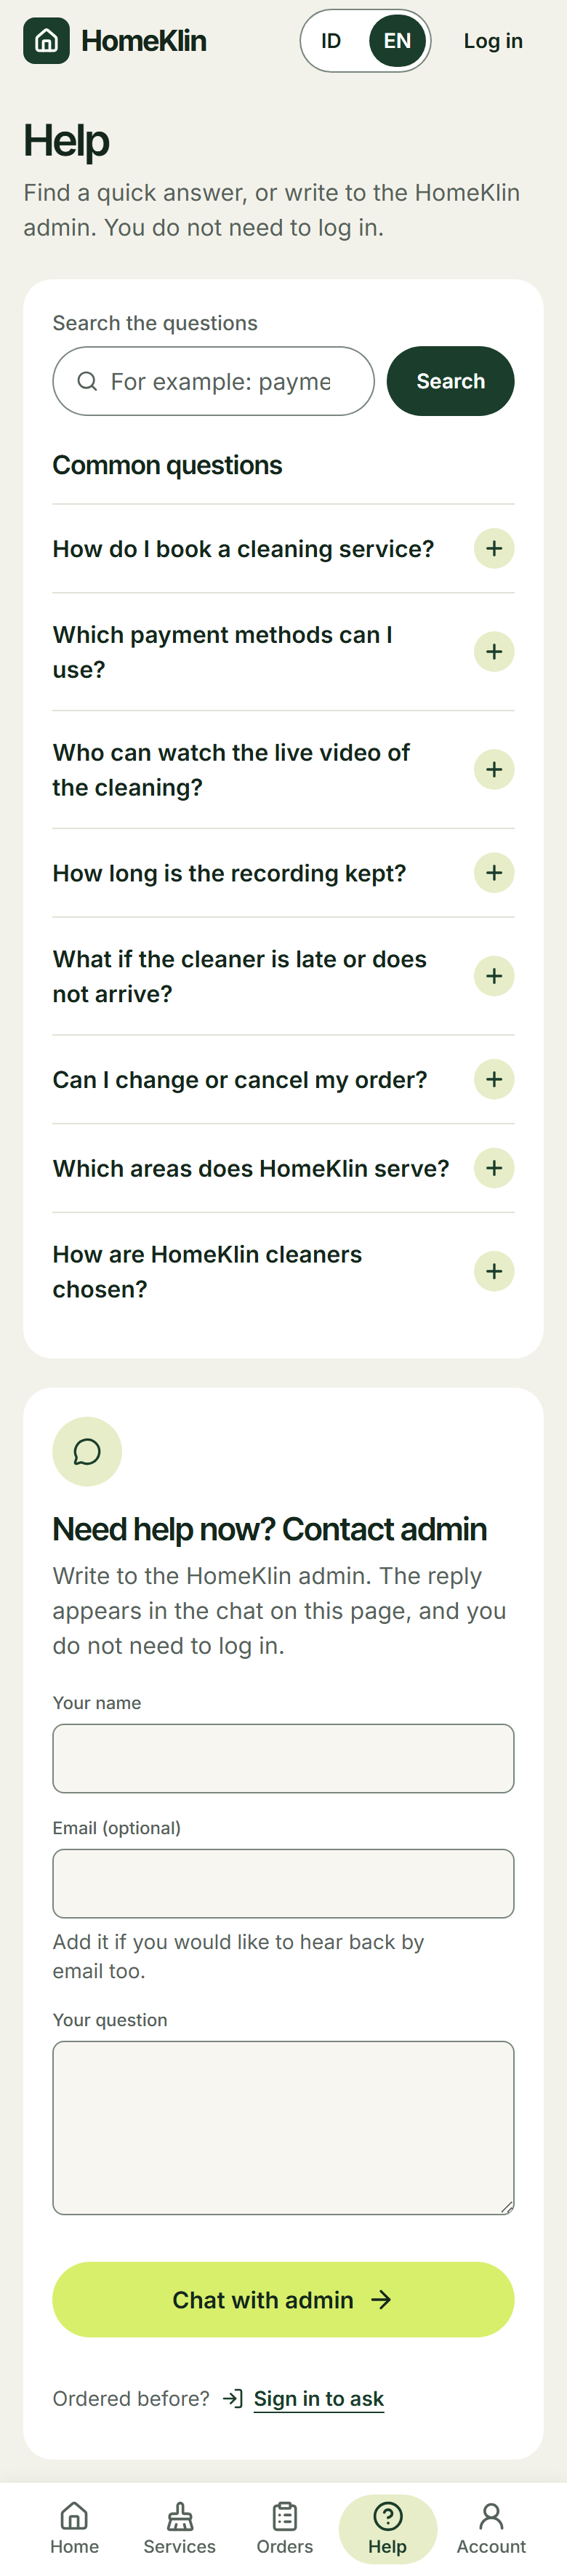 HomeKlin
ID
EN
Log in
Help
Find a quick answer, or write to the HomeKlin
admin. You do not need to log in.
Search the questions
For example: payme
Search
Common questions
How do I book a cleaning service?
Which payment methods can I
use?
Who can watch the live video of
the cleaning?
How long is the recording kept?
What if the cleaner is late or does
not arrive?
Can I change or cancel my order?
Which areas does HomeKlin serve?
How are HomeKlin cleaners
chosen?
Need help now? Contact admin
Write to the HomeKlin admin. The reply
appears in the chat on this page, and you
do not need to log in.
Your name
Email (optional)
Add it if you would like to hear back by
email too.
Your question
Chat with admin
Ordered before? Sign in to ask
Home
Services
Orders
Help
Account